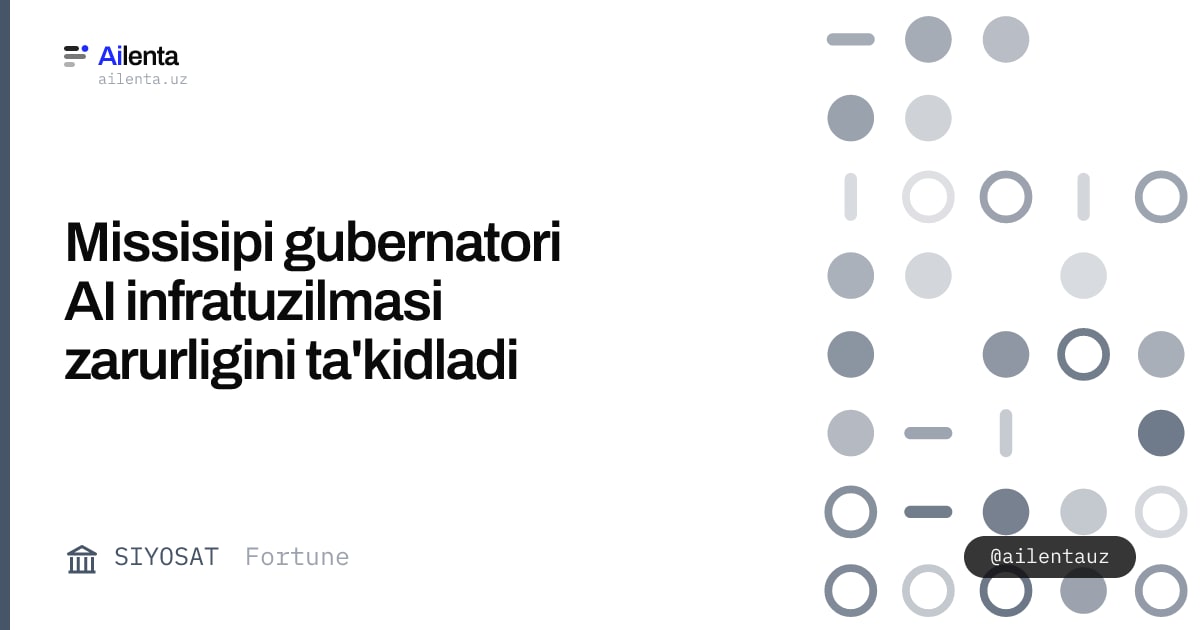 Ailenta
ailenta.uz
Missisipi gubernatori
AI infratuzilmasi
zarurligini ta'kidladi
SIYOSAT Fortune
@ailentauz